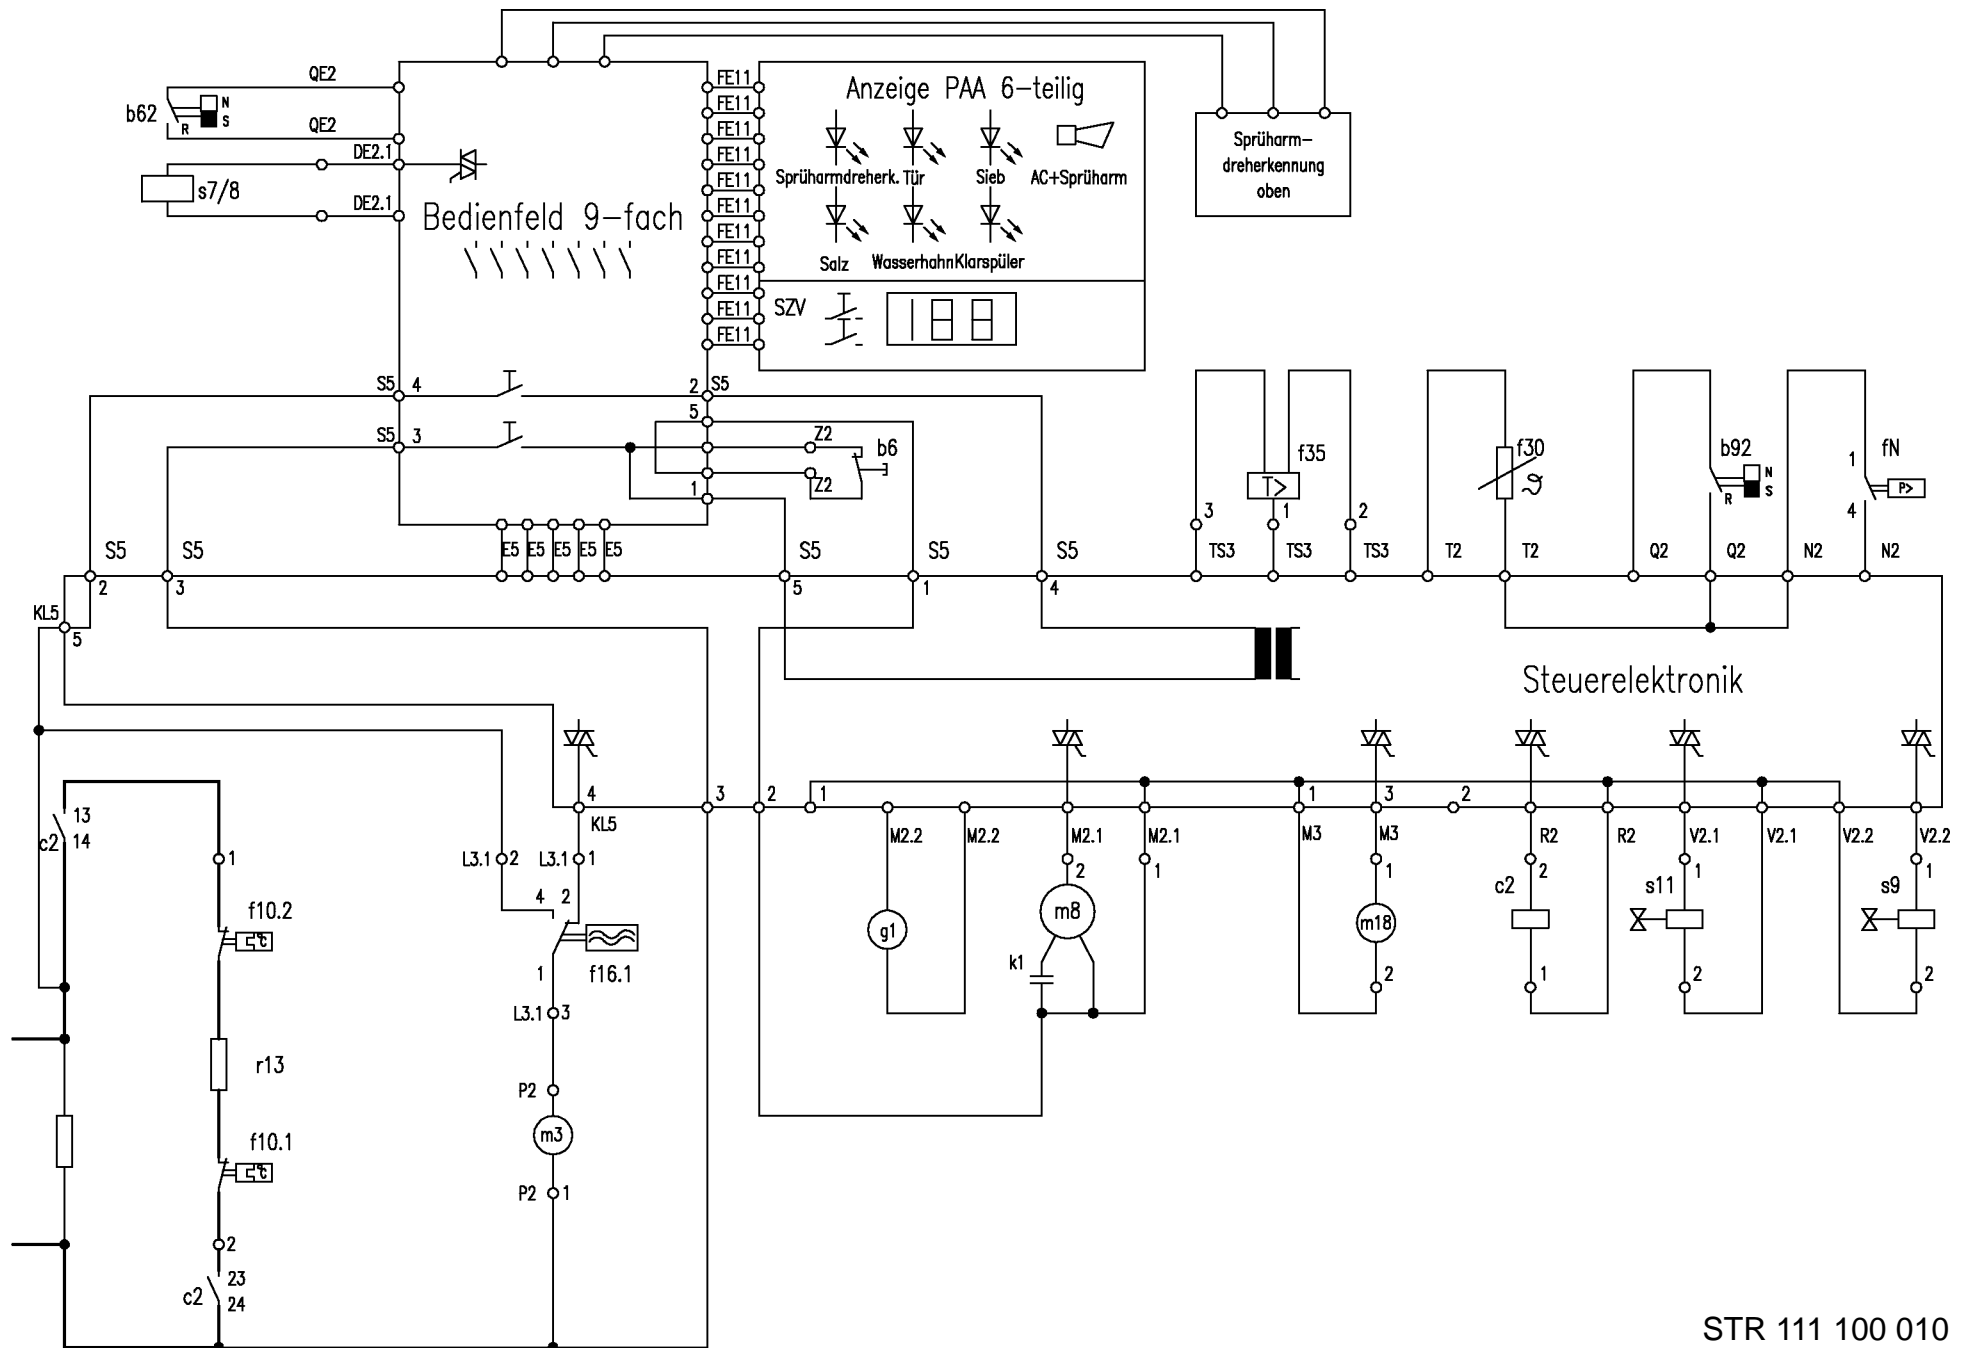 QE2
FE11
Anzeige PAA 6-teilig
b62
N
S
R
FE11
QE2
FE11
Sprüharm-
dreherkennung
oben
DE2.1
FE11
s7/8
FE11
Sprüharmdreherk. Tür Sieb AC+Sprüharm
DE2.1
FE11
Bedienfeld 9-fach
FE11
FE11
Salz Wasserhahn Klarspüler
FE11
SZV
188
FE11
FE11
S5 4 2 S5
5
S5 3 Z2 b6
Z2
1
f35
T>
3 1 2
f30
ϑ
b92
N
S
R
fN
1
P>
4
S5 S5 E5 E5 E5 E5 E5 S5 S5 S5 TS3 TS3 TS3 T2 T2 Q2 Q2 N2 N2
2 3 5 1 4
KL5
5
Steuerelektronik
4 3 2 1 1 3 2
KL5
13
c2 14
M2.2 M2.2 M2.1 M2.1 M3 M3 R2 R2 V2.1 V2.1 V2.2 V2.2
1 L3.1 2 L3.1 1
2 1 1 2 1 1
4 2
c2 s11 s9
f10.2
°C
g1 m8 m18
k1
1 f16.1
2 1 2 2
L3.1 3
r13
P2
m3
f10.1
°C
P2 1
2
23
c2 24
STR 111 100 010